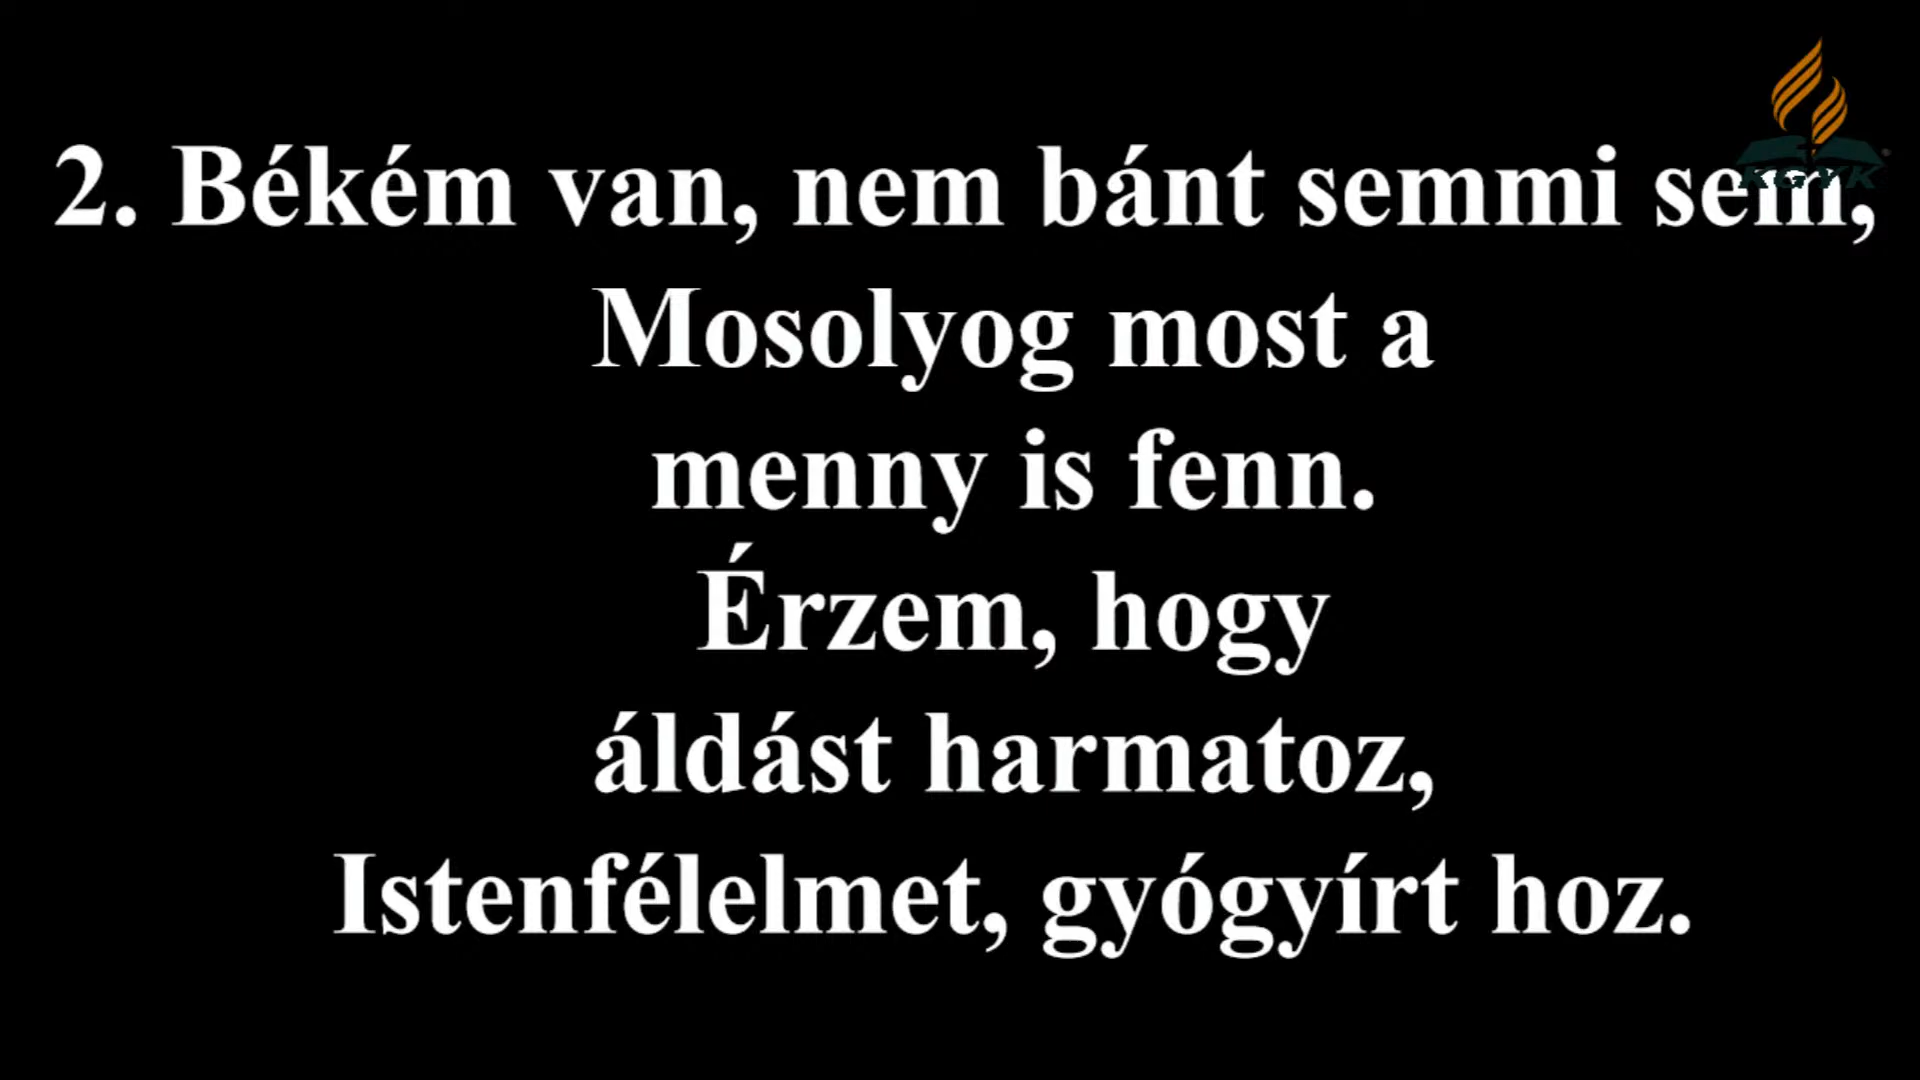 2. Békém van, nem bánt semmi sem,
Mosolyog most a
menny is fenn.
Érzem, hogy
áldást harmatoz,
Istenfélelmet, gyógyírt hoz.
KGYK